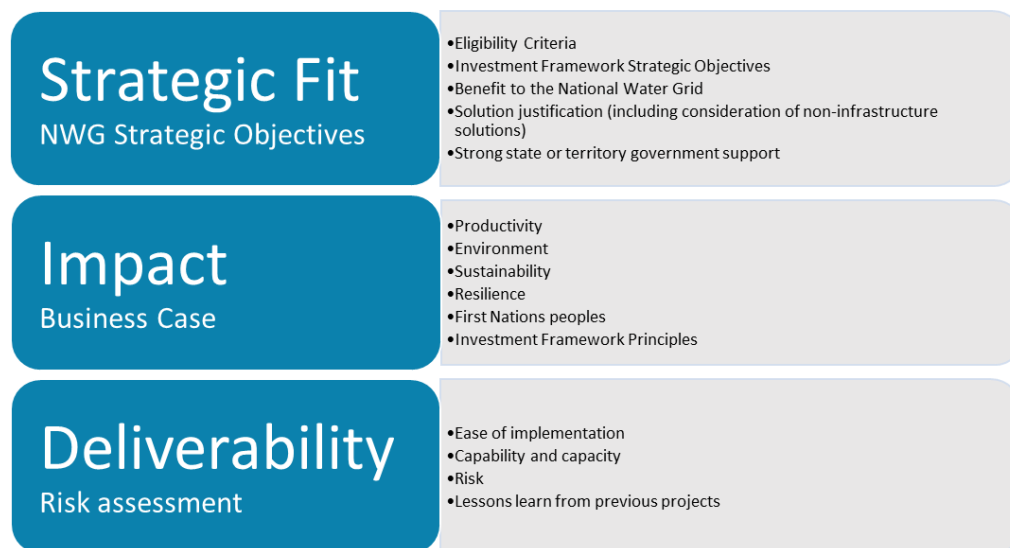 Strategic Fit
NWG Strategic Objectives
•Eligibility Criteria
•Investment Framework Strategic Objectives
•Benefit to the National Water Grid
•Solution justification (including consideration of non-infrastructure
solutions)
•Strong state or territory government support
Impact
Business Case
•Productivity
•Environment
•Sustainability
•Resilience
•First Nations peoples
•Investment Framework Principles
Deliverability
Risk assessment
•Ease of implementation
•Capability and capacity
•Risk
•Lessons learn from previous projects